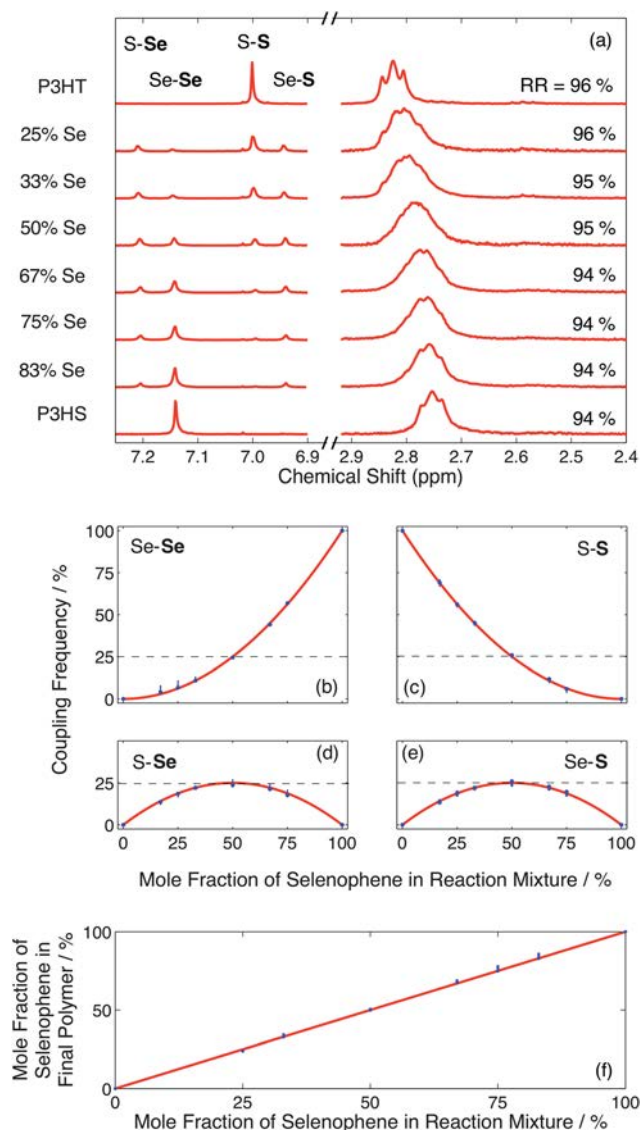 S-Se
S-S
(a)
Se-Se
Se-S
P3HT
RR = 96 %
25% Se
96 %
33% Se
95 %
50% Se
95 %
67% Se
94 %
75% Se
94 %
83% Se
94 %
P3HS
94 %
7.2 7.1 7.0 6.9 2.9 2.8 2.7 2.6 2.5 2.4
Chemical Shift (ppm)
Coupling Frequency / %
100
75
50
25
0
Se-Se
(b)
S-S
(c)
25
0
S-Se
(d)
(e)
Se-S
0 25 50 75 100 0 25 50 75 100
Mole Fraction of Selenophene in Reaction Mixture / %
Mole Fraction of
Selenophene in
Final Polymer / %
100
50
0
(f)
0 25 50 75 100
Mole Fraction of Selenophene in Reaction Mixture / %